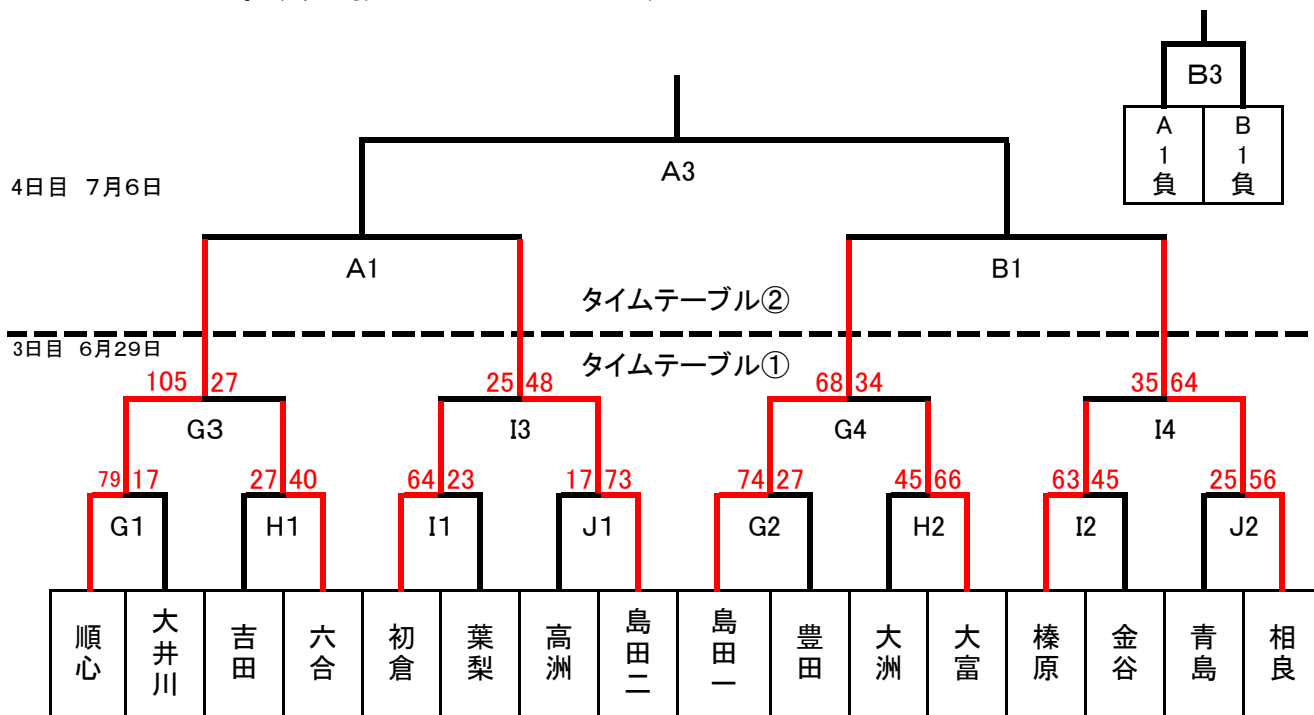 B3
A1負
B1負
A3
4日目 7月6日
A1
B1
タイムテーブル②
3日目 6月29日
タイムテーブル①
105 27
25 48
68 34
35 64
G3
I3
G4
I4
79 17
27 40
64 23
17 73
74 27
45 66
63 45
25 56
G1
H1
I1
J1
G2
H2
I2
J2
順心
大井川
吉田
六合
初倉
葉梨
高洲
島田二
島田一
豊田
大洲
大富
榛原
金谷
青島
相良